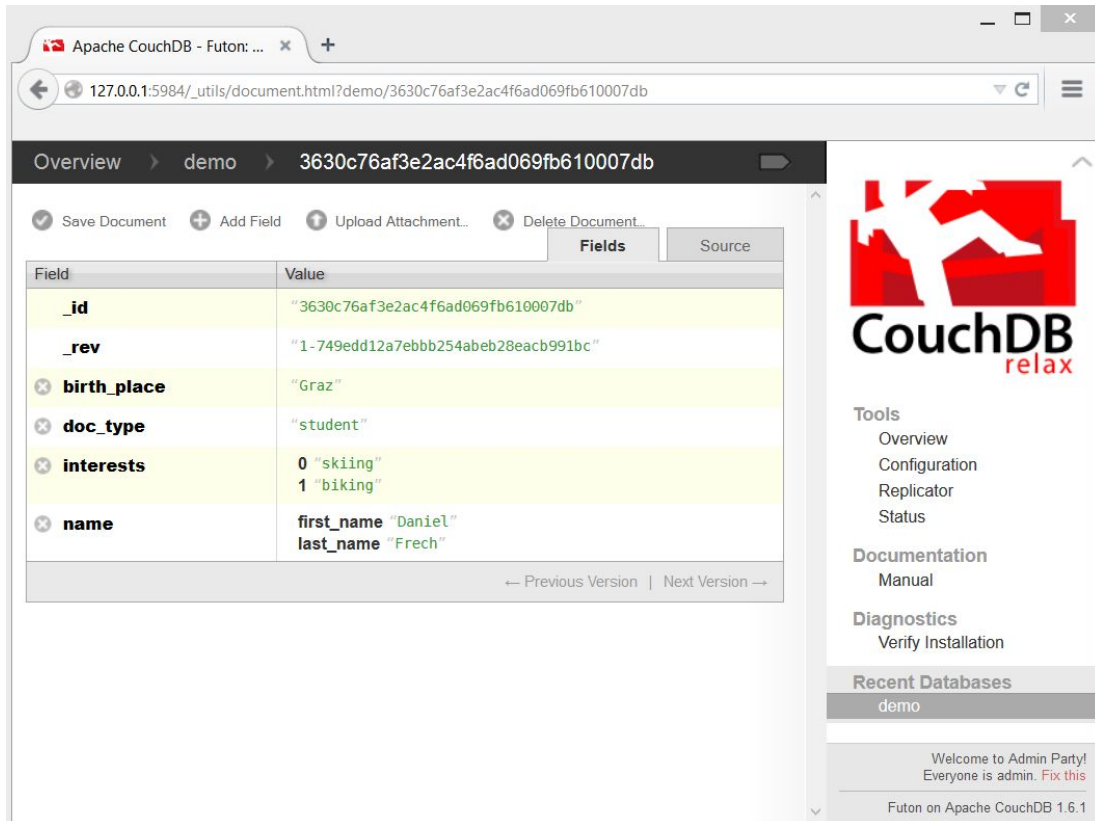 Apache CouchDB - Futon: ...
127.0.0.1:5984/_utils/document.html?demo/3630c76af3e2ac4f6ad069fb610007db
Overview demo 3630c76af3e2ac4f6ad069fb610007db
Save Document Add Field Upload Attachment... Delete Document...
Fields Source
Field Value
_id "3630c76af3e2ac4f6ad069fb610007db"
_rev "1-749edd12a7ebbb254abeb28eacb991bc"
birth_place "Graz"
doc_type "student"
interests 0 "skiing"
1 "biking"
name first_name "Daniel"
last_name "Frech"
← Previous Version | Next Version →
CouchDB
relax
Tools
Overview
Configuration
Replicator
Status
Documentation
Manual
Diagnostics
Verify Installation
Recent Databases
demo
Welcome to Admin Party!
Everyone is admin. Fix this
Futon on Apache CouchDB 1.6.1